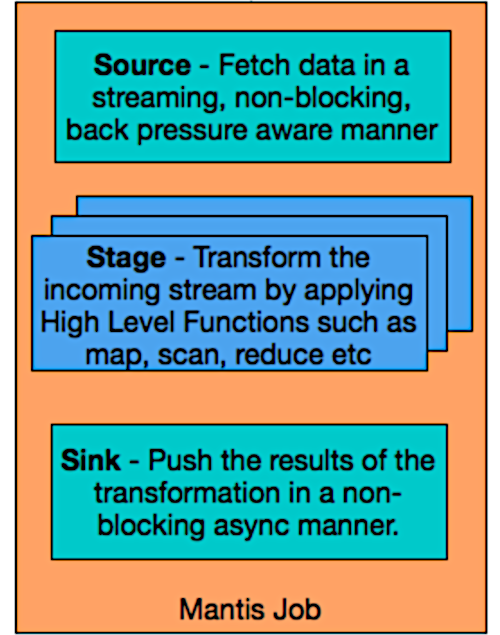 Source - Fetch data in a
streaming, non-blocking,
back pressure aware manner
Stage - Transform the
incoming stream by applying
High Level Functions such as
map, scan, reduce etc
Sink - Push the results of the
transformation in a non-
blocking async manner.
Mantis Job